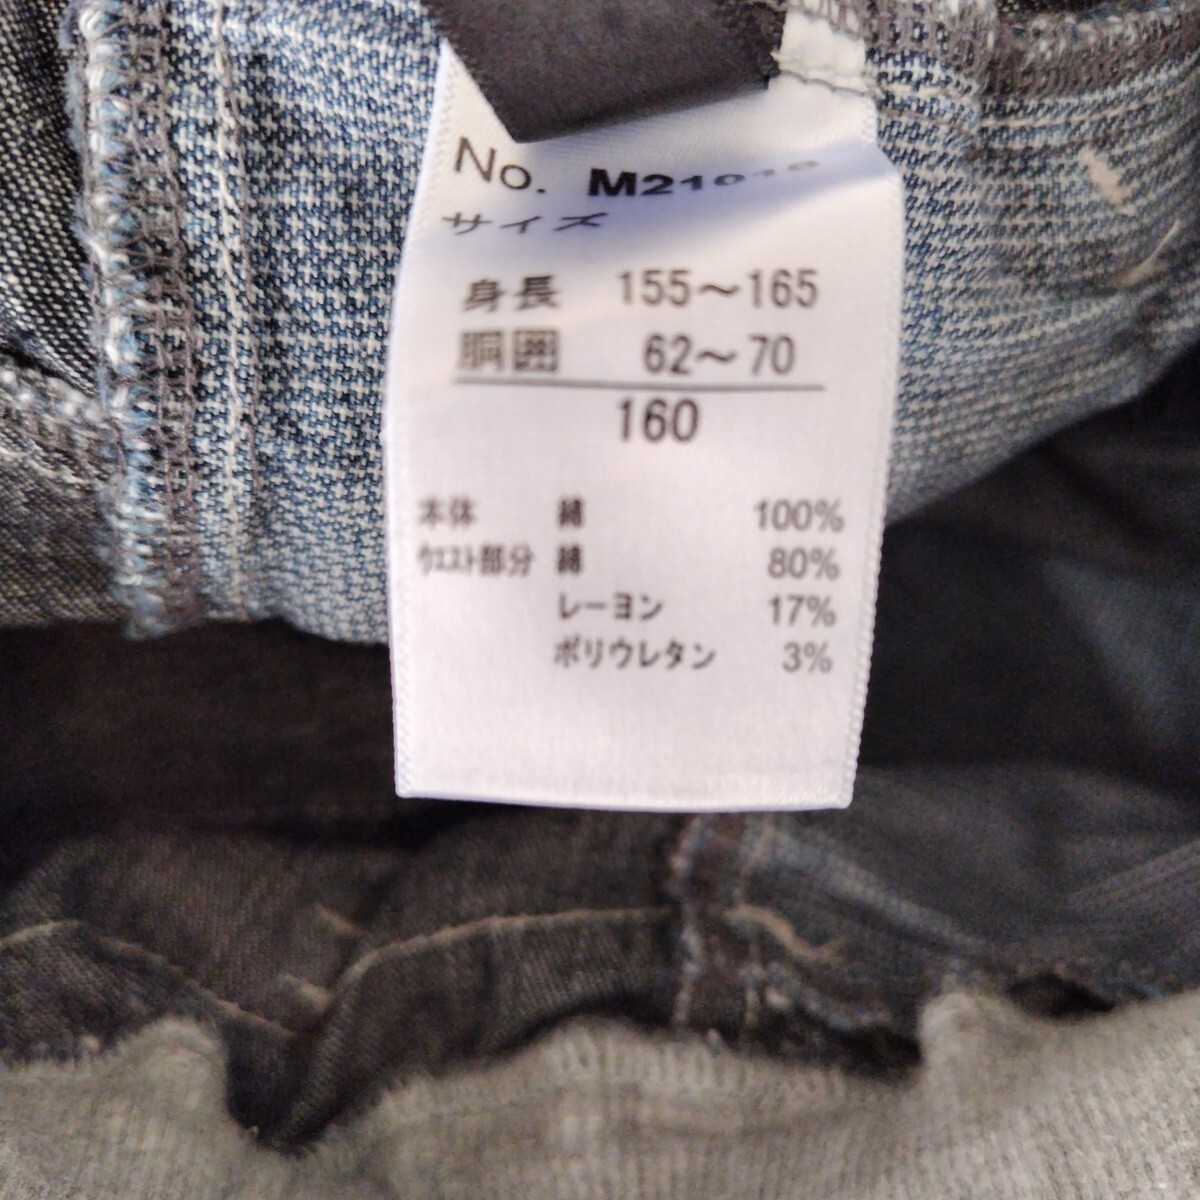 No.
サイズ
身長 155～165
胴囲 62～70
160
本体 綿 100%
ウエスト部分 綿 80%
レーヨン 17%
ポリウレタン 3%